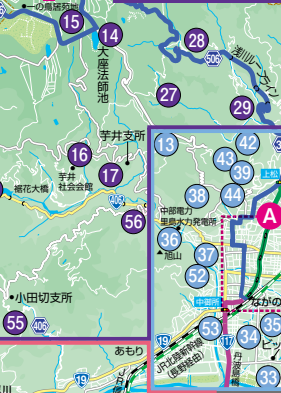 一の鳥居苑地
15
14
大座法師池
28
506
浅川ループライン
27
29
芋井支所
16
芋井
社会会館
17
裾花大橋
406
56
小田切支所
55
406
13
42
43
39
38
44
上松
A
中部電力
里島水力発電所
36
旭山
37
52
中御所
ながの
53
19
17
34
35
JR北陸新幹線
(長野経由)
丹波島橋
33
あもり
19